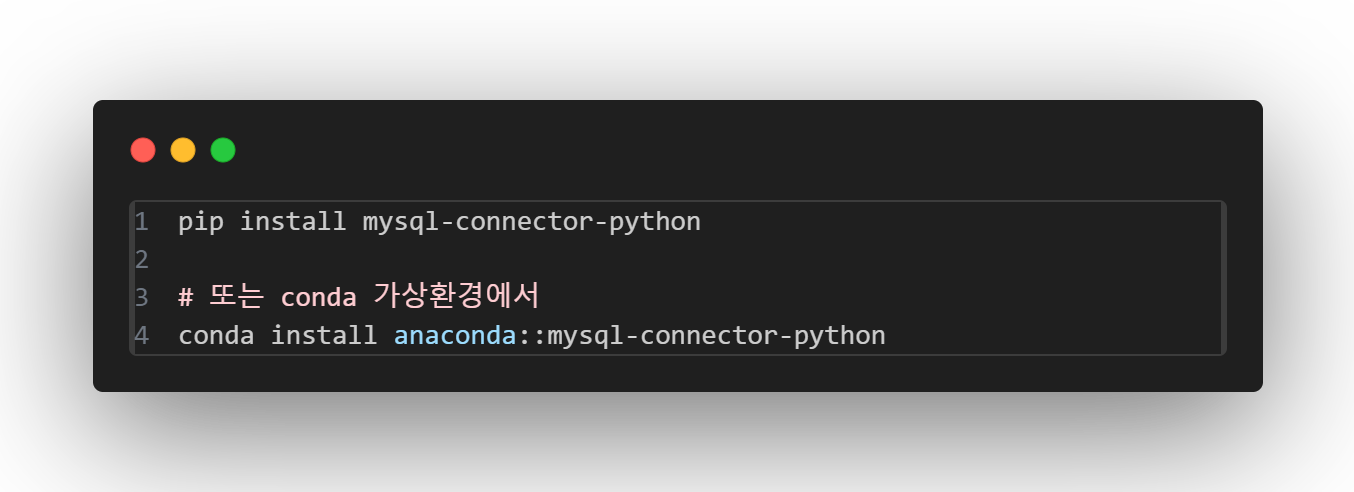 1 pip install mysql-connector-python
2
3 # 또는 conda 가상환경에서
4 conda install anaconda::mysql-connector-python